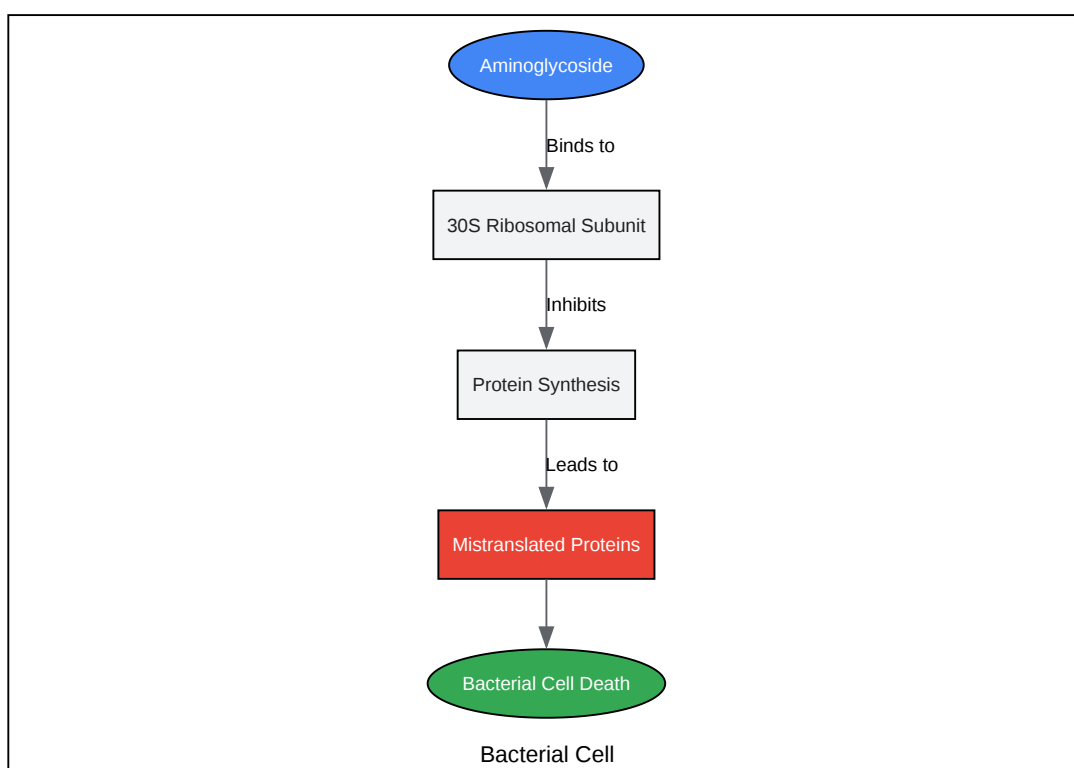 Aminoglycoside
Binds to
30S Ribosomal Subunit
Inhibits
Protein Synthesis
Leads to
Mistranslated Proteins
Bacterial Cell Death
Bacterial Cell